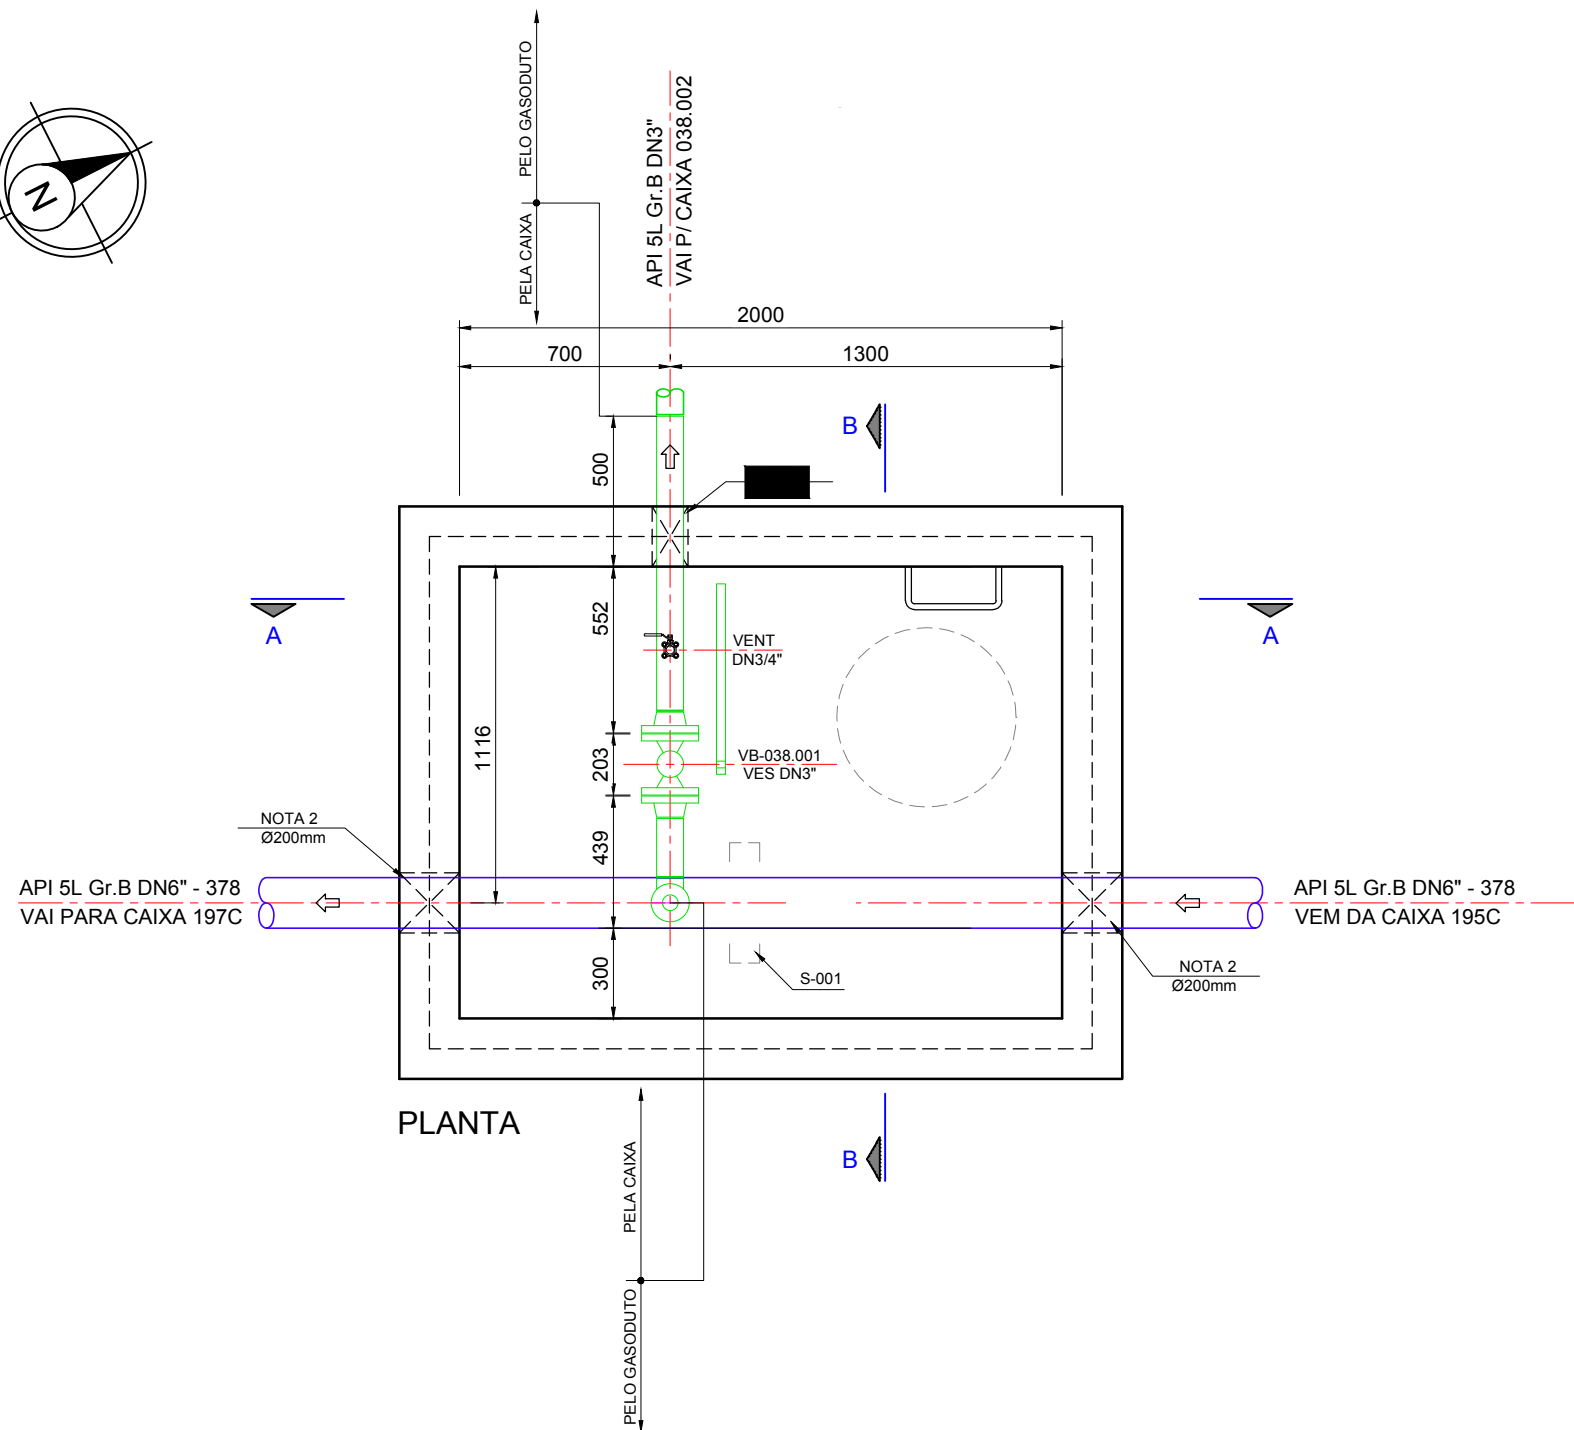 PELO GASODUTO
PELA CAIXA
API 5L Gr.B DN3"
VAI P/ CAIXA 038.002
N
2000
700
1300
B
500
A
A
552
VENT
DN3/4"
1116
203
VB-038.001
VES DN3"
NOTA 2
Ø200mm
439
API 5L Gr.B DN6" - 378
VAI PARA CAIXA 197C
API 5L Gr.B DN6" - 378
VEM DA CAIXA 195C
300
S-001
NOTA 2
Ø200mm
PLANTA
B
PELA CAIXA
PELO GASODUTO